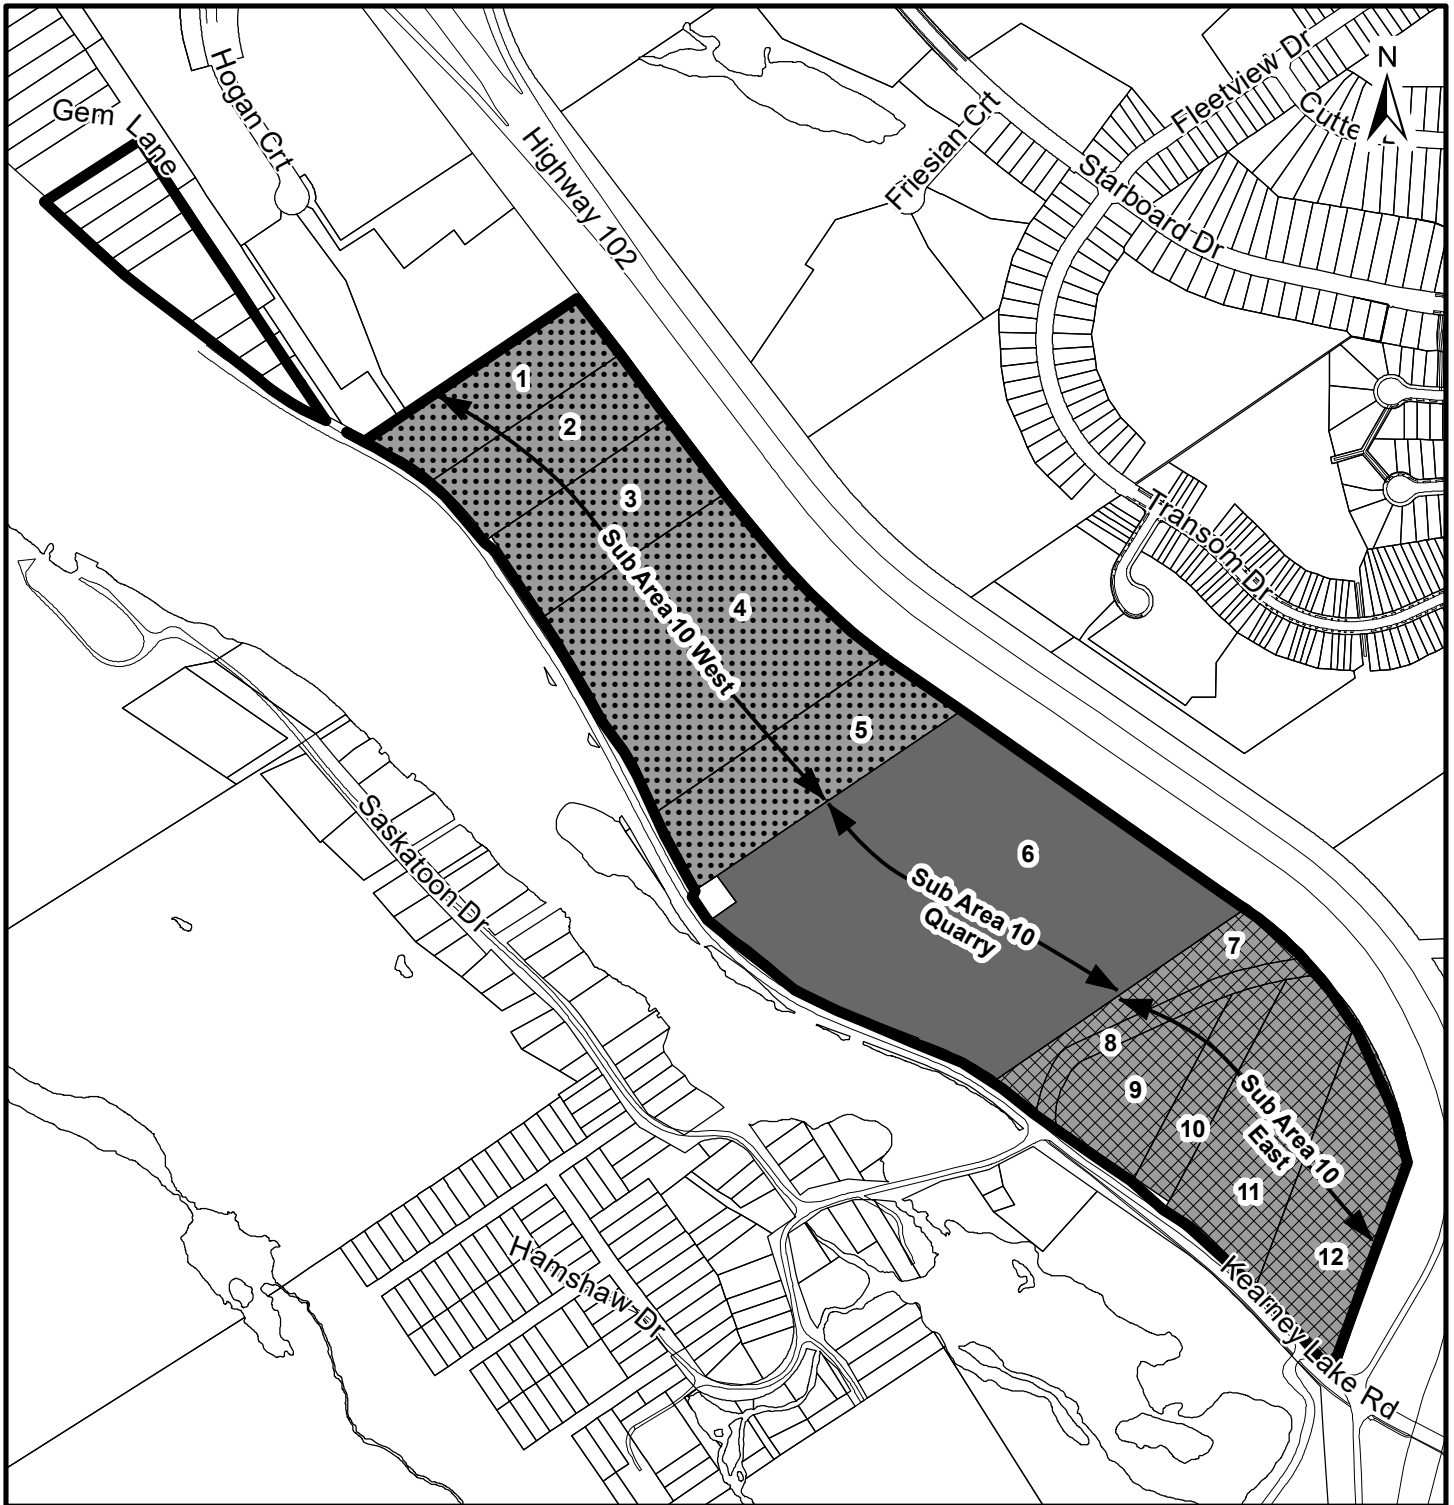 Hogan Crt
Gem Lane
Highway 102
Friesian Crt
Fleetview Dr
N
Cutte
Starboard Dr
1
2
3
Sub Area 10 West
4
5
Transom Dr
Saskatoon Dr
6
Sub Area 10
Quarry
7
8
9
10
Sub Area 10
East
11
12
Hamshaw Dr
Kearney Lake Rd